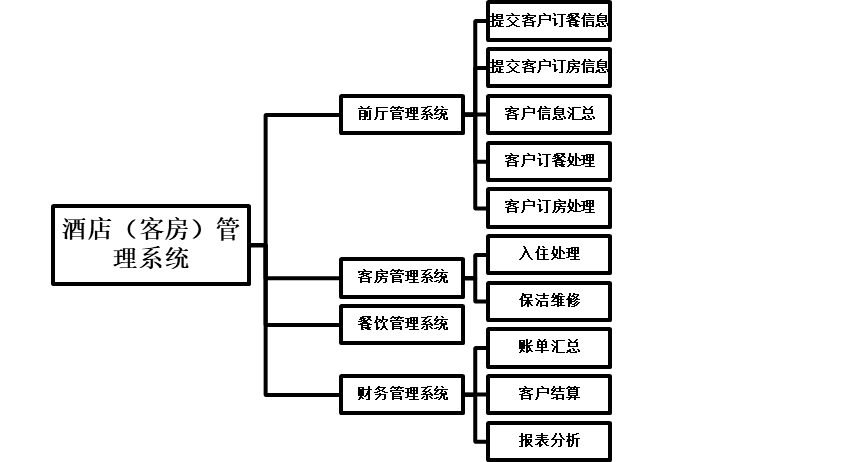 提交客户订餐信息
提交客户订房信息
前厅管理系统
客户信息汇总
客户订餐处理
客户订房处理
酒店（客房）管
理系统
入住处理
客房管理系统
保洁维修
餐饮管理系统
账单汇总
财务管理系统
客户结算
报表分析